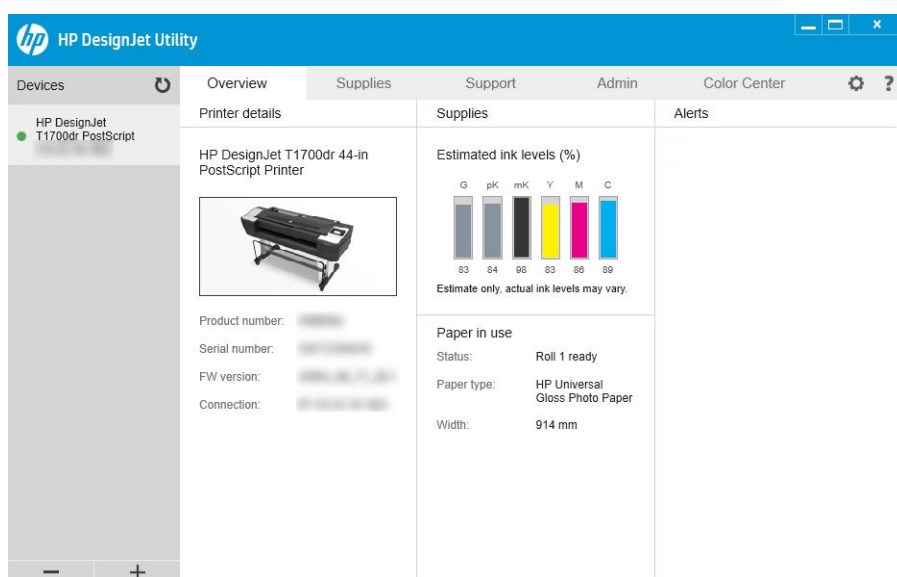 hp HP DesignJet Utility
Devices
Overview Supplies Support Admin Color Center ?
HP DesignJet
T1700dr PostScript
Printer details
HP DesignJet T1700dr 44-in
PostScript Printer
Product number:
Serial number:
FW version:
Connection:
Supplies
Estimated ink levels (%)
G pK mK Y M C
83 84 98 83 86 89
Estimate only, actual ink levels may vary.
Paper in use
Status: Roll 1 ready
Paper type: HP Universal
Gloss Photo Paper
Width: 914 mm
Alerts